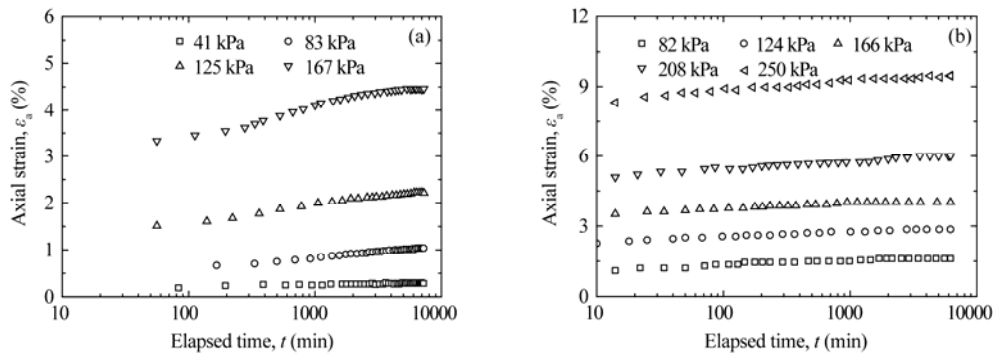 (a)
41 kPa 83 kPa
125 kPa 167 kPa
Axial strain, εa (%)
6
5
4
3
2
1
0
10 100 1000 10000
Elapsed time, t (min)
(b)
82 kPa 124 kPa 166 kPa
208 kPa 250 kPa
Axial strain, εa (%)
12
9
6
3
0
10 100 1000 10000
Elapsed time, t (min)